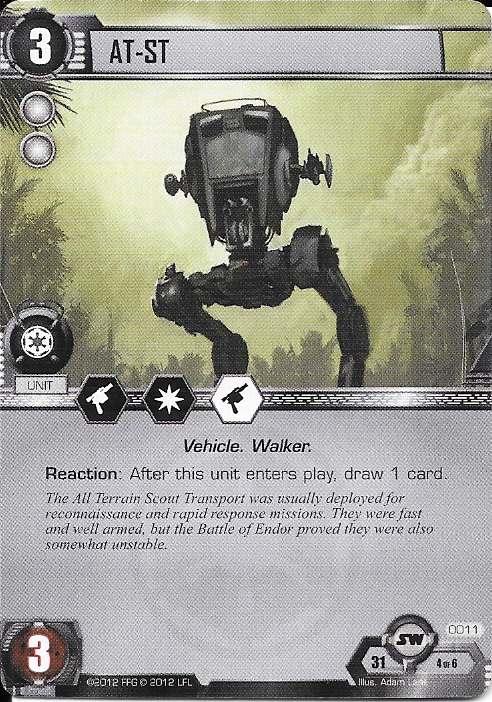 3
AT-ST
UNIT
Vehicle. Walker.
Reaction: After this unit enters play, draw 1 card.
The All Terrain Scout Transport was usually deployed for
reconnaissance and rapid response missions. They were fast
and well armed, but the Battle of Endor proved they were also
somewhat unstable.
3
©2012 FFG © 2012 LFL
SW
0011
31
4 OF 6
Illus. Adam Lane